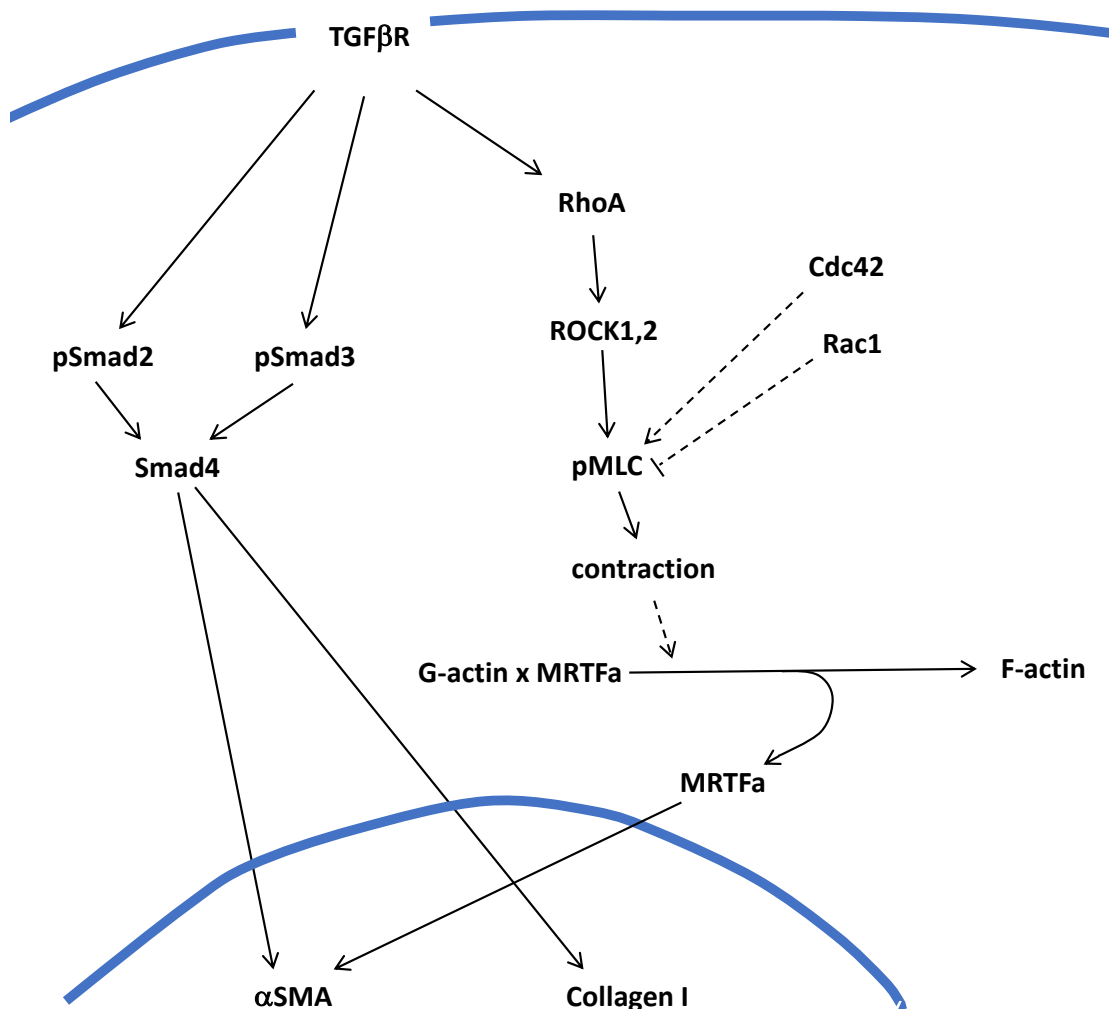 TGFβR
RhoA
Cdc42
ROCK1,2
Rac1
pSmad2
pSmad3
Smad4
pMLC
contraction
G-actin x MRTFa
F-actin
MRTFa
αSMA
Collagen I